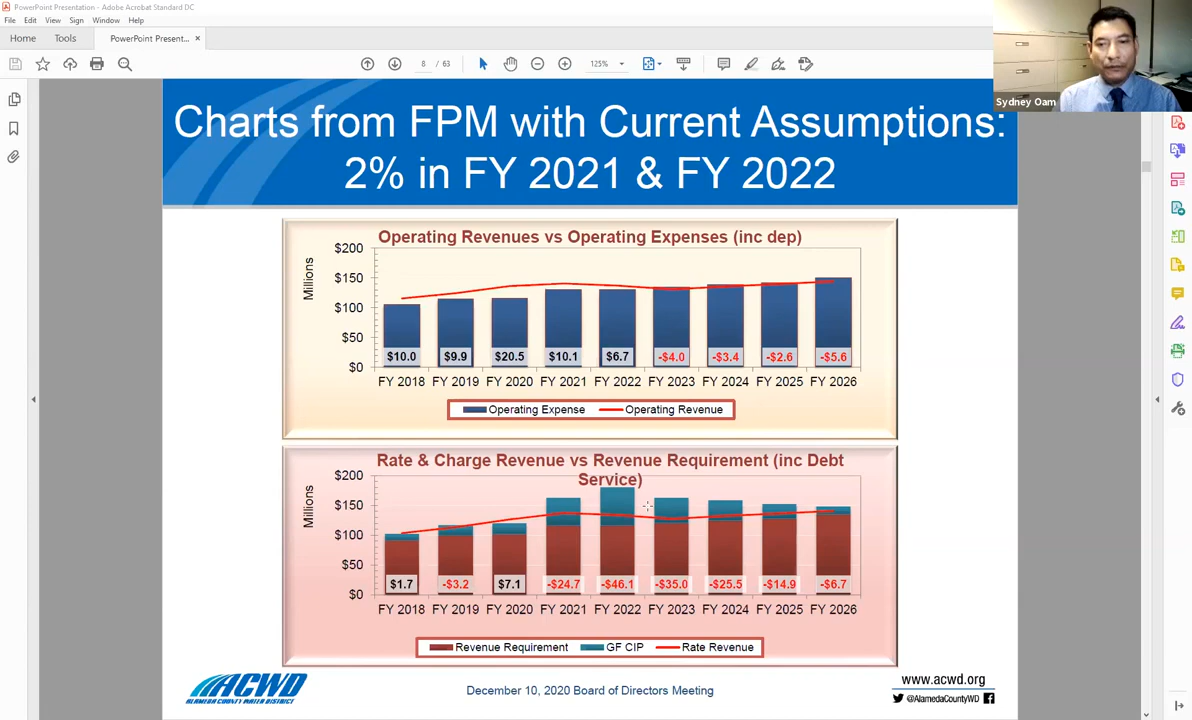 PowerPoint Presentation - Adobe Acrobat Standard DC
File Edit View Sign Window Help
Home Tools PowerPoint Present... ×
8 / 63 125%
Sydney Oam
Charts from FPM with Current Assumptions:
2% in FY 2021 & FY 2022
Operating Revenues vs Operating Expenses (inc dep)
Millions
$200
$150
$100
$50
$0
$10.0 $9.9 $20.5 $10.1 $6.7 -$4.0 -$3.4 -$2.6 -$5.6
FY 2018 FY 2019 FY 2020 FY 2021 FY 2022 FY 2023 FY 2024 FY 2025 FY 2026
Operating Expense Operating Revenue
Rate & Charge Revenue vs Revenue Requirement (inc Debt
Service)
Millions
$200
$150
$100
$50
$0
$1.7 -$3.2 $7.1 -$24.7 -$46.1 -$35.0 -$25.5 -$14.9 -$6.7
FY 2018 FY 2019 FY 2020 FY 2021 FY 2022 FY 2023 FY 2024 FY 2025 FY 2026
Revenue Requirement GF CIP Rate Revenue
ACWD
ALAMEDA COUNTY WATER DISTRICT
December 10, 2020 Board of Directors Meeting
www.acwd.org
@AlamedaCountyWD